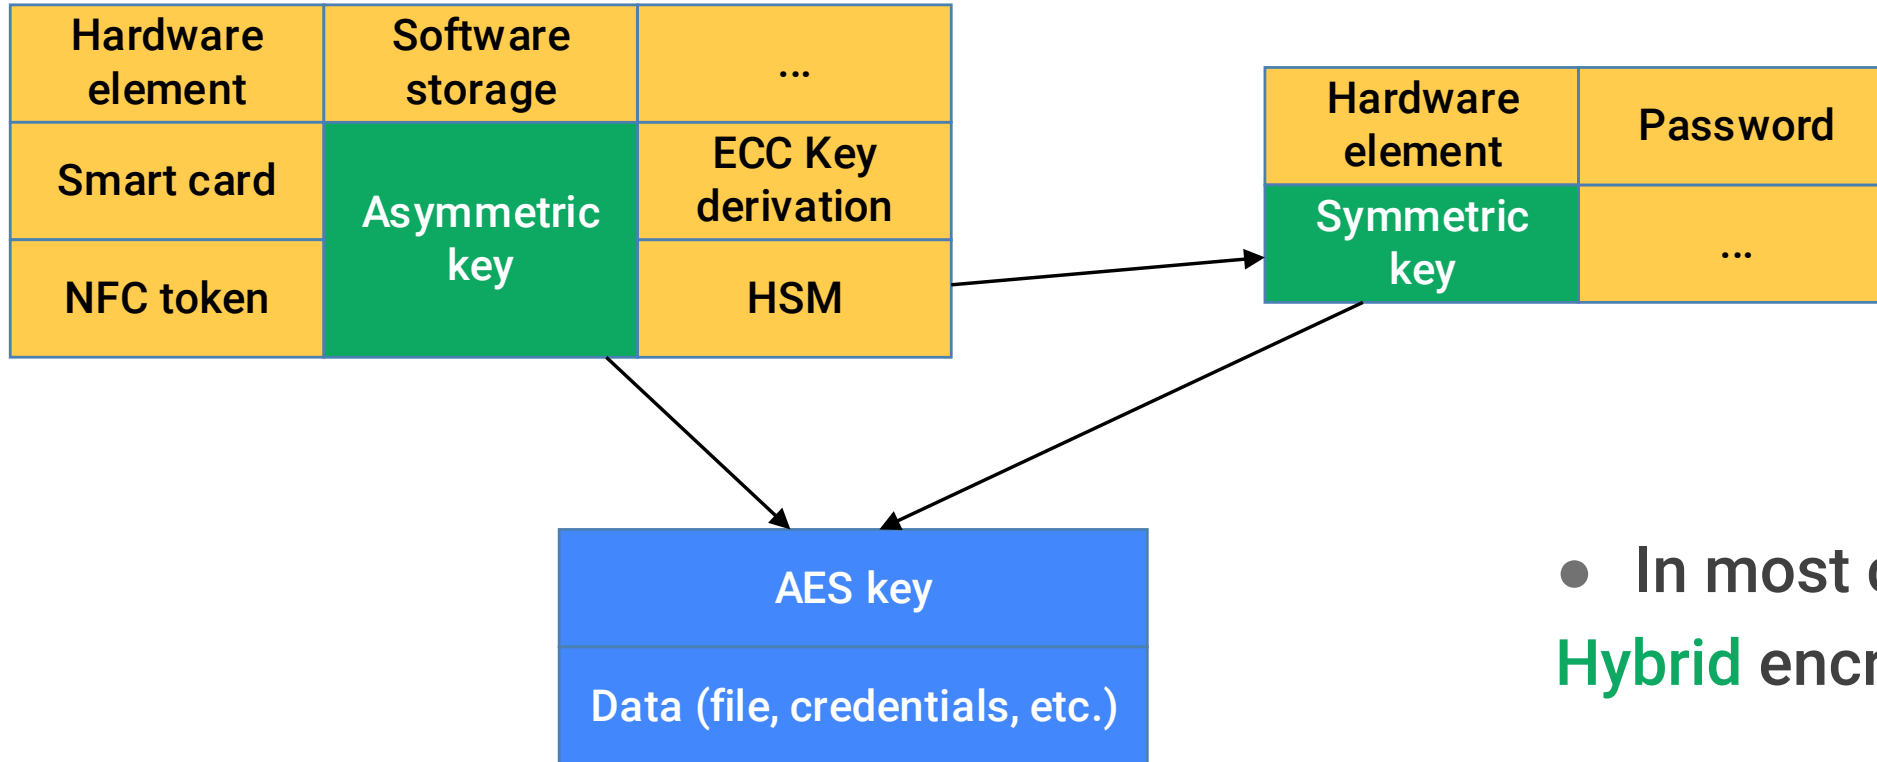 Hardware
element
Software
storage
...
Smart card
Asymmetric
key
ECC Key
derivation
NFC token
HSM
Hardware
element
Password
Symmetric
key
...
AES key
Data (file, credentials, etc.)
● In most
Hybrid